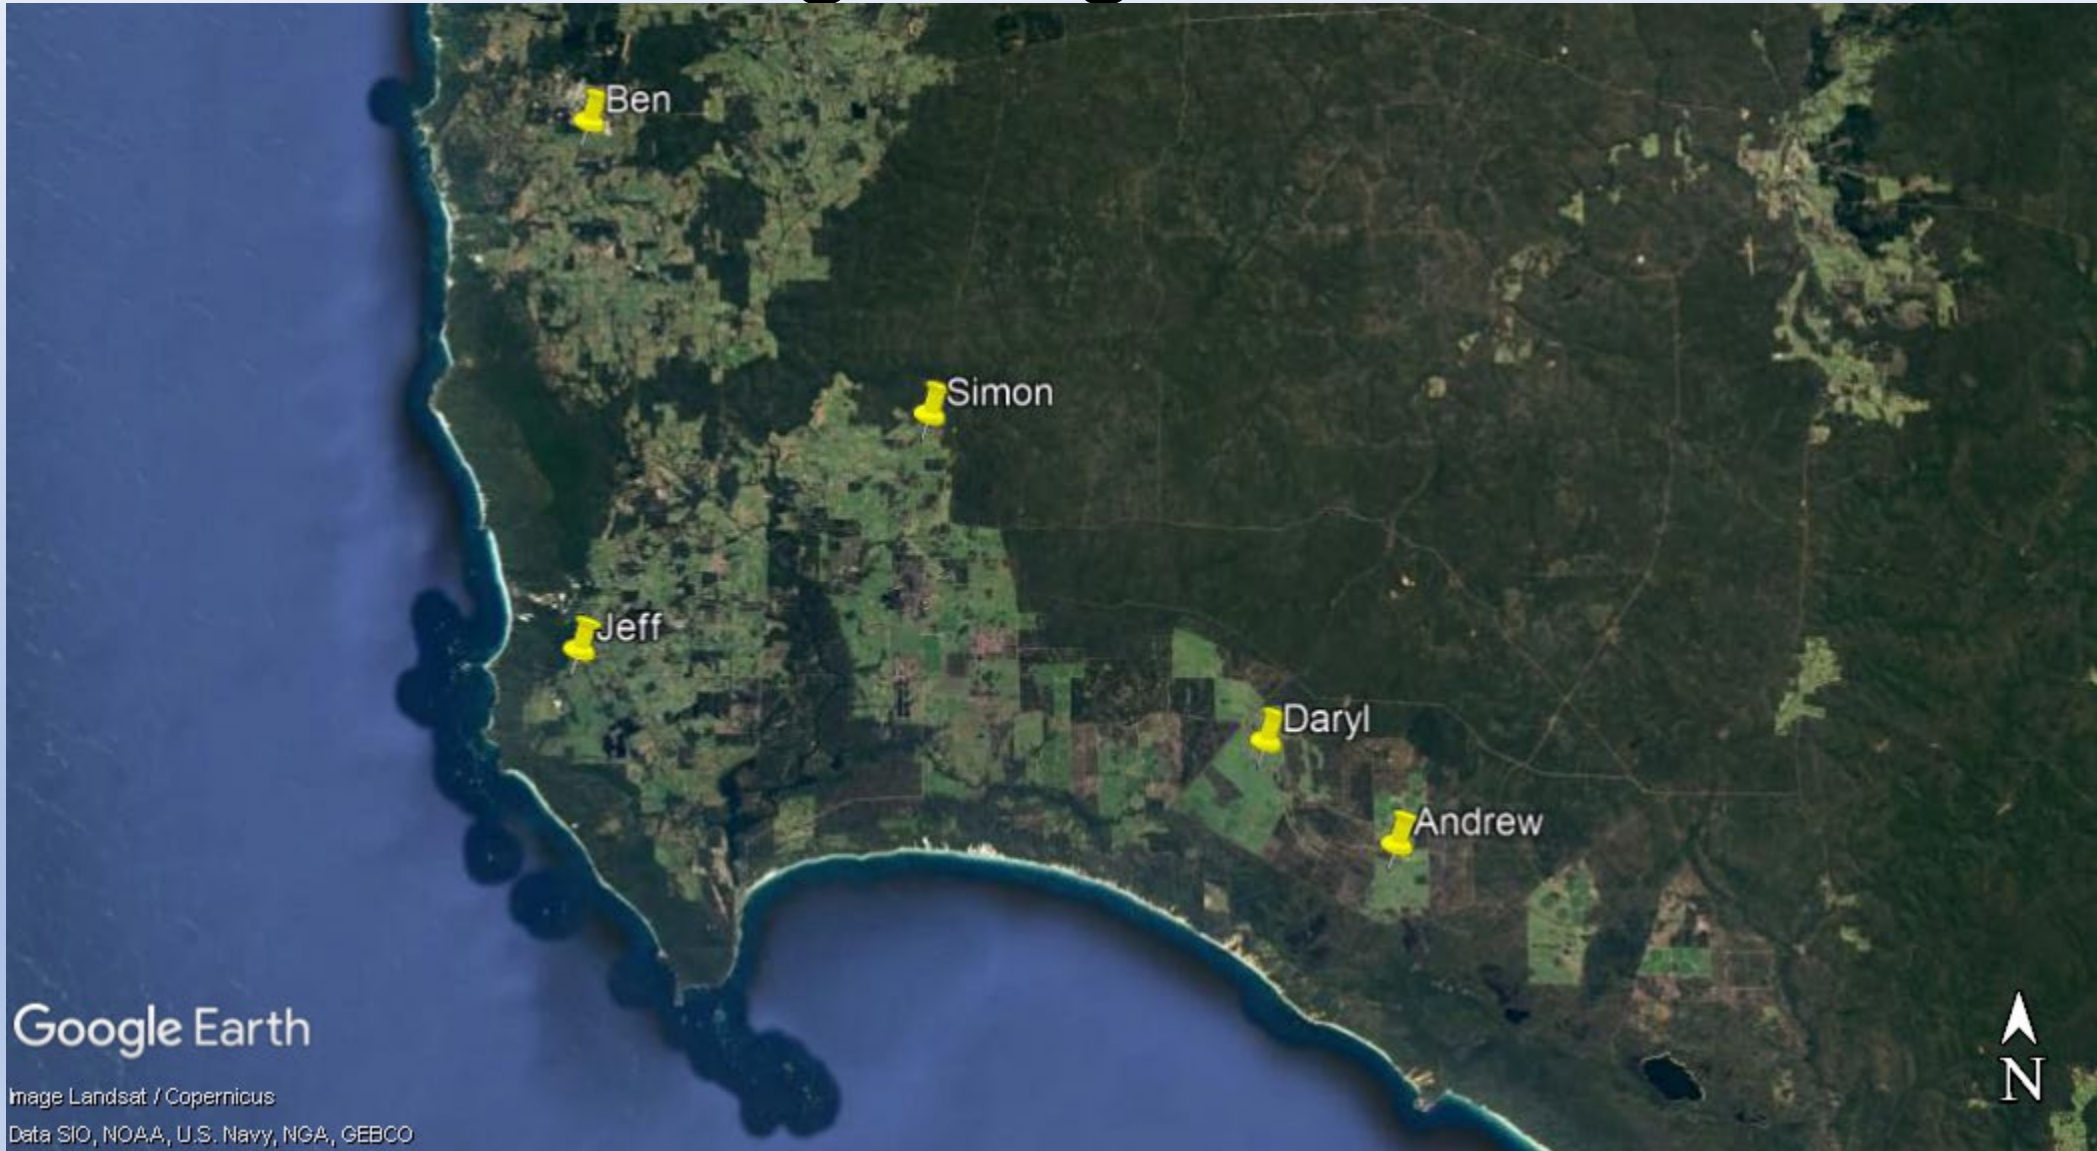 Ben
Simon
Jeff
Daryl
Andrew
Google Earth
N
Image Landsat / Copernicus
Data SIO, NOAA, U.S. Navy, NGA, GEBCO